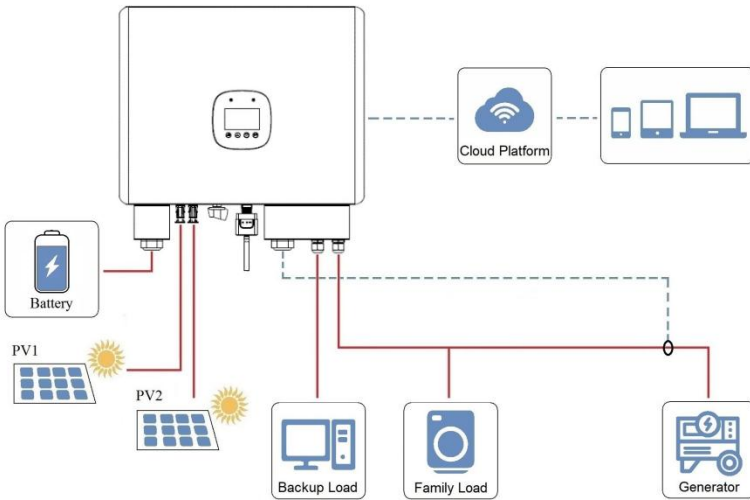 Cloud Platform
Battery
PV1
PV2
Backup Load
Family Load
Generator